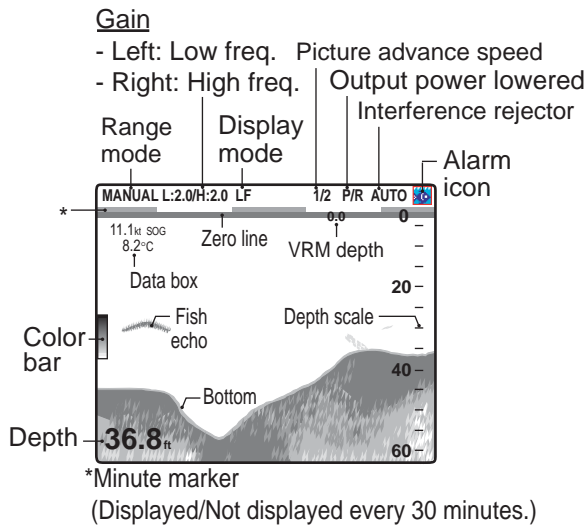 Gain
- Left: Low freq.
- Right: High freq.
Picture advance speed
Output power lowered
Interference rejector
Range
mode
Display
mode
Alarm
icon
MANUAL L:2.0/H:2.0 LF 1/2 P/R AUTO
*
0.0
0
11.1kt SOG
8.2°C
Zero line
VRM depth
Data box
20
Fish
echo
Depth scale
Color
bar
40
Bottom
Depth
36.8ft
60
*Minute marker
(Displayed/Not displayed every 30 minutes.)